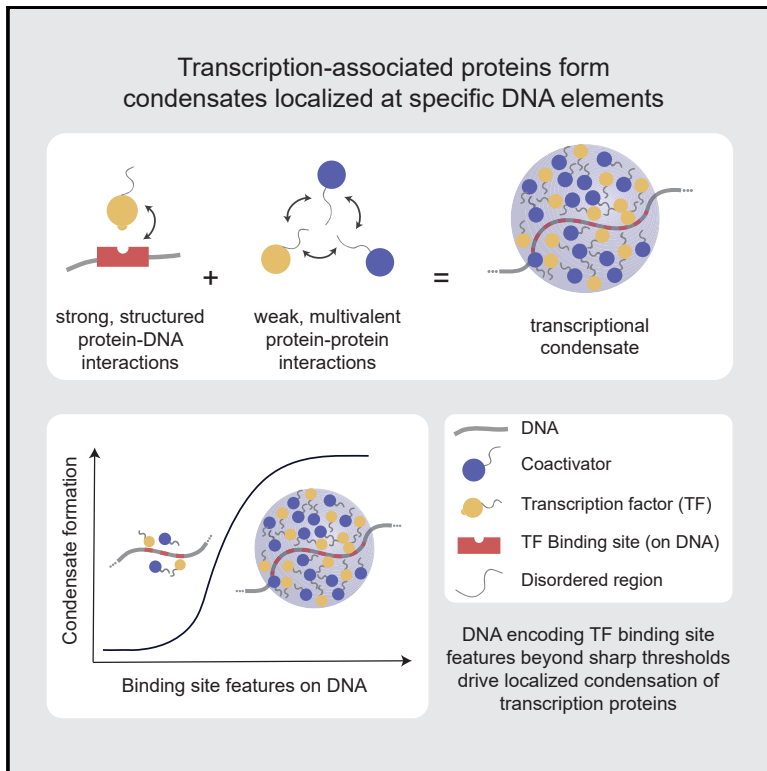 Transcription-associated proteins form
condensates localized at specific DNA elements
strong, structured
protein-DNA
interactions
+
weak, multivalent
protein-protein
interactions
=
transcriptional
condensate
Condensate formation
Binding site features on DNA
DNA
Coactivator
Transcription factor (TF)
TF Binding site (on DNA)
Disordered region
DNA encoding TF binding site
features beyond sharp thresholds
drive localized condensation of
transcription proteins